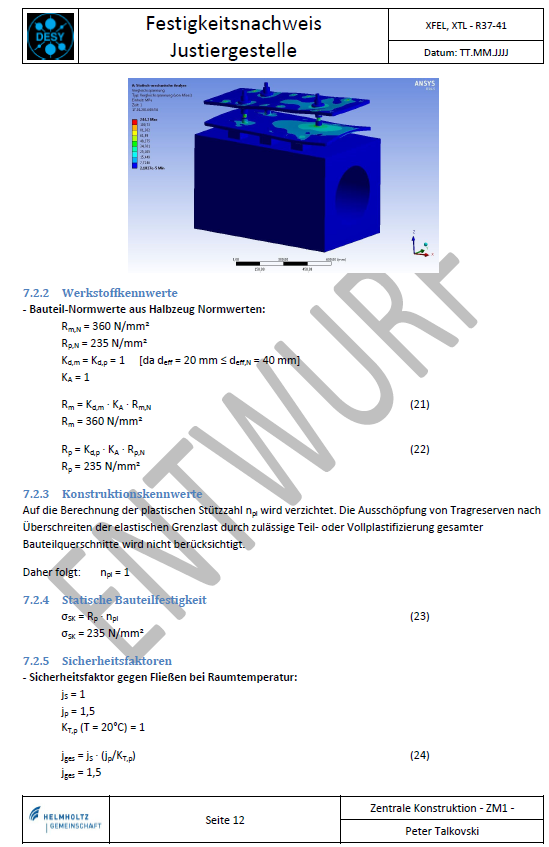 DESY
Festigkeitsnachweis
Justiergestelle
XFEL, XTL - R37-41
Datum: TT.MM.JJJJ
ANSYS
7.2.2 Werkstoffkennwerte
- Bauteil-Normwerte aus Halbzeug Normwerten:
Rm,N = 360 N/mm²
Rp,N = 235 N/mm²
Kd,m = Kd,p = 1 [da deff = 20 mm ≤ deff,N = 40 mm]
KA = 1
Rm = Kd,m · KA · Rm,N (21)
Rm = 360 N/mm²
Rp = Kd,p · KA · Rp,N (22)
Rp = 235 N/mm²
7.2.3 Konstruktionskennwerte
Auf die Berechnung der plastischen Stützzahl npl wird verzichtet. Die Ausschöpfung von Tragreserven nach
Überschreiten der elastischen Grenzlast durch zulässige Teil- oder Vollplastifizierung gesamter
Bauteilquerschnitte wird nicht berücksichtigt.
Daher folgt: npl = 1
7.2.4 Statische Bauteilfestigkeit
σSK = Rp · npl (23)
σSK = 235 N/mm²
7.2.5 Sicherheitsfaktoren
- Sicherheitsfaktor gegen Fließen bei Raumtemperatur:
jS = 1
jP = 1,5
KT,p (T = 20°C) = 1
jges = jS · (jp/KT,p) (24)
jges = 1,5
ENTWURF
HELMHOLTZ
GEMEINSCHAFT
Seite 12
Zentrale Konstruktion - ZM1 -
Peter Talkovski